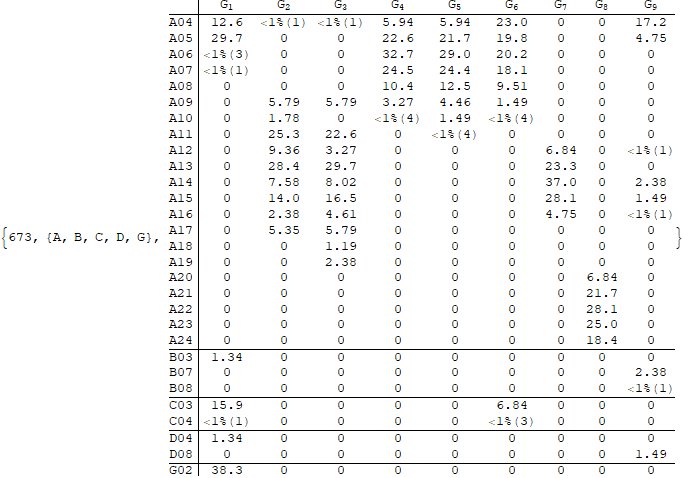 G₁ G₂ G₃ G₄ G₅ G₆ G₇ G₈ G₉
A04 12.6 <1%(1) <1%(1) 5.94 5.94 23.0 0 0 17.2
A05 29.7 0 0 22.6 21.7 19.8 0 0 4.75
A06 <1%(3) 0 0 32.7 29.0 20.2 0 0 0
A07 <1%(1) 0 0 24.5 24.4 18.1 0 0 0
A08 0 0 0 10.4 12.5 9.51 0 0 0
A09 0 5.79 5.79 3.27 4.46 1.49 0 0 0
A10 0 1.78 0 <1%(4) 1.49 <1%(4) 0 0 0
A11 0 25.3 22.6 0 <1%(4) 0 0 0 0
A12 0 9.36 3.27 0 0 0 6.84 0 <1%(1)
A13 0 28.4 29.7 0 0 0 23.3 0 0
A14 0 7.58 8.02 0 0 0 37.0 0 2.38
A15 0 14.0 16.5 0 0 0 28.1 0 1.49
A16 0 2.38 4.61 0 0 0 4.75 0 <1%(1)
{673, {A, B, C, D, G}, A17 0 5.35 5.79 0 0 0 0 0 0 }
A18 0 0 1.19 0 0 0 0 0 0
A19 0 0 2.38 0 0 0 0 0 0
A20 0 0 0 0 0 0 0 6.84 0
A21 0 0 0 0 0 0 0 21.7 0
A22 0 0 0 0 0 0 0 28.1 0
A23 0 0 0 0 0 0 0 25.0 0
A24 0 0 0 0 0 0 0 18.4 0
B03 1.34 0 0 0 0 0 0 0 0
B07 0 0 0 0 0 0 0 0 2.38
B08 0 0 0 0 0 0 0 0 <1%(1)
C03 15.9 0 0 0 0 6.84 0 0 0
C04 <1%(1) 0 0 0 0 <1%(3) 0 0 0
D04 1.34 0 0 0 0 0 0 0 0
D08 0 0 0 0 0 0 0 0 1.49
G02 38.3 0 0 0 0 0 0 0 0